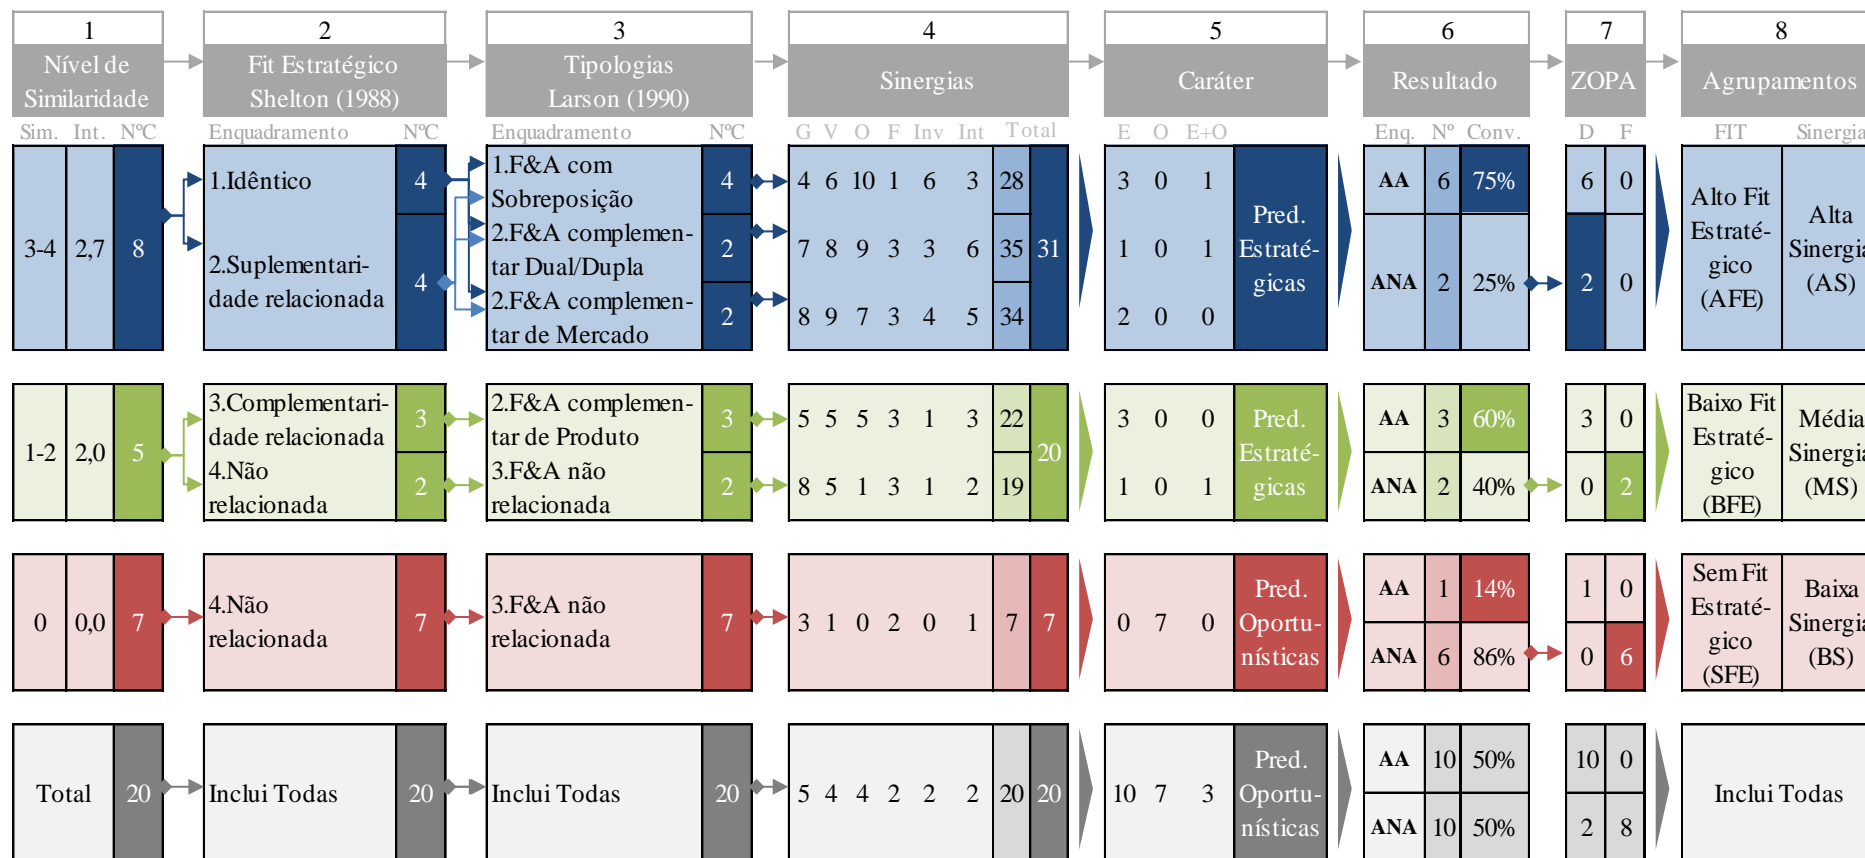 1 2 3 4 5 6 7 8
Nível de Similaridade
Fit Estratégico Shelton (1988)
Tipologias Larson (1990)
Sinergias
Caráter
Resultado
ZOPA
Agrupamentos
Sim. Int. NºC Enquadramento NºC Enquadramento NºC G V O F Inv Int Total E O E+O Enq. Nº Conv. D F FIT Sinergia
3-4 2,7 8
1.Idêntico 4
2.Suplementari-
dade relacionada 4
1.F&A com
Sobreposição 4
2.F&A complemen-
tar Dual/Dupla 2
2.F&A complemen-
tar de Mercado 2
4 6 10 1 6 3 28
7 8 9 3 3 6 35 31
8 9 7 3 4 5 34
3 0 1
1 0 1
2 0 0
Pred.
Estraté-
gicas
AA 6 75% 6 0
ANA 2 25% 2 0
Alto Fit
Estraté-
gico
(AFE)
Alta
Sinergia
(AS)
1-2 2,0 5
3.Complementari-
dade relacionada 3
4.Não
relacionada 2
2.F&A complemen-
tar de Produto 3
3.F&A não
relacionada 2
5 5 5 3 1 3 22
20
8 5 1 3 1 2 19
3 0 0
1 0 1
Pred.
Estraté-
gicas
AA 3 60% 3 0
ANA 2 40% 0 2
Baixo Fit
Estraté-
gico
(BFE)
Média
Sinergia
(MS)
0 0,0 7
4.Não
relacionada 7
3.F&A não
relacionada 7
3 1 0 2 0 1 7 7
0 7 0
Pred.
Oportu-
nísticas
AA 1 14% 1 0
ANA 6 86% 0 6
Sem Fit
Estraté-
gico
(SFE)
Baixa
Sinergia
(BS)
Total 20
Inclui Todas 20
Inclui Todas 20
5 4 4 2 2 2 20 20
10 7 3
Pred.
Oportu-
nísticas
AA 10 50% 10 0
ANA 10 50% 2 8
Inclui Todas